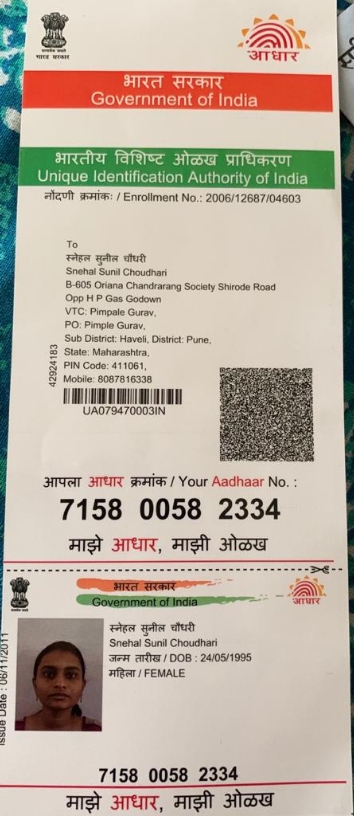 भारत सरकार
आधार
भारत सरकार
Government of India
भारतीय विशिष्ट ओळख प्राधिकरण
Unique Identification Authority of India
नोंदणी क्रमांकः / Enrollment No.: 2006/12687/04603
To
स्नेहल सुनील चौधरी
Snehal Sunil Choudhari
B-605 Oriana Chandrarang Society Shirode Road
Opp H P Gas Godown
VTC: Pimpale Gurav,
PO: Pimple Gurav,
Sub District: Haveli, District: Pune,
State: Maharashtra,
PIN Code: 411061,
Mobile: 8087816338
42924183
UA079470003IN
आपला आधार क्रमांक / Your Aadhaar No. :
7158 0058 2334
माझे आधार, माझी ओळख
भारत सरकार
Government of India
आधार
स्नेहल सुनील चौधरी
Snehal Sunil Choudhari
जन्म तारीख / DOB : 24/05/1995
महिला / FEMALE
Issue Date : 06/11/2011
7158 0058 2334
माझे आधार, माझी ओळख